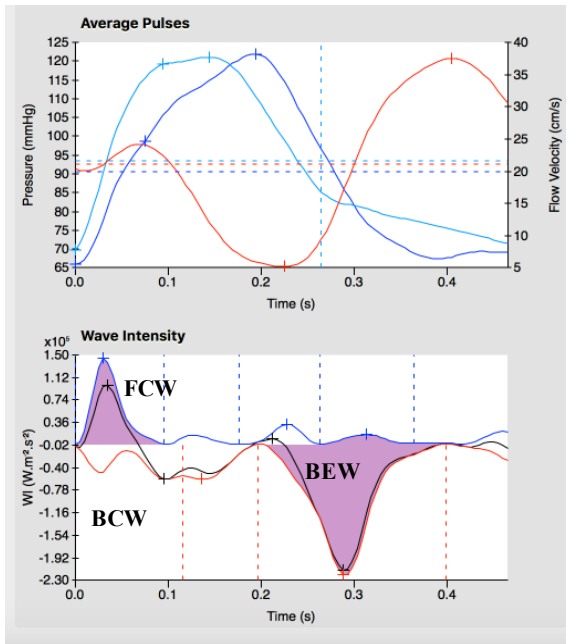 Average Pulses
125
120
115
110
105
100
95
90
85
80
75
70
65
Pressure (mmHg)
40
35
30
25
20
15
10
5
Flow Velocity (cm/s)
0.0 0.1 0.2 0.3 0.4
Time (s)
Wave Intensity
x10⁵
1.50
1.12
0.74
0.36
-0.02
-0.40
-0.78
-1.16
-1.54
-1.92
-2.30
WI (W.m².s²)
FCW
BCW
BEW
0.0 0.1 0.2 0.3 0.4
Time (s)